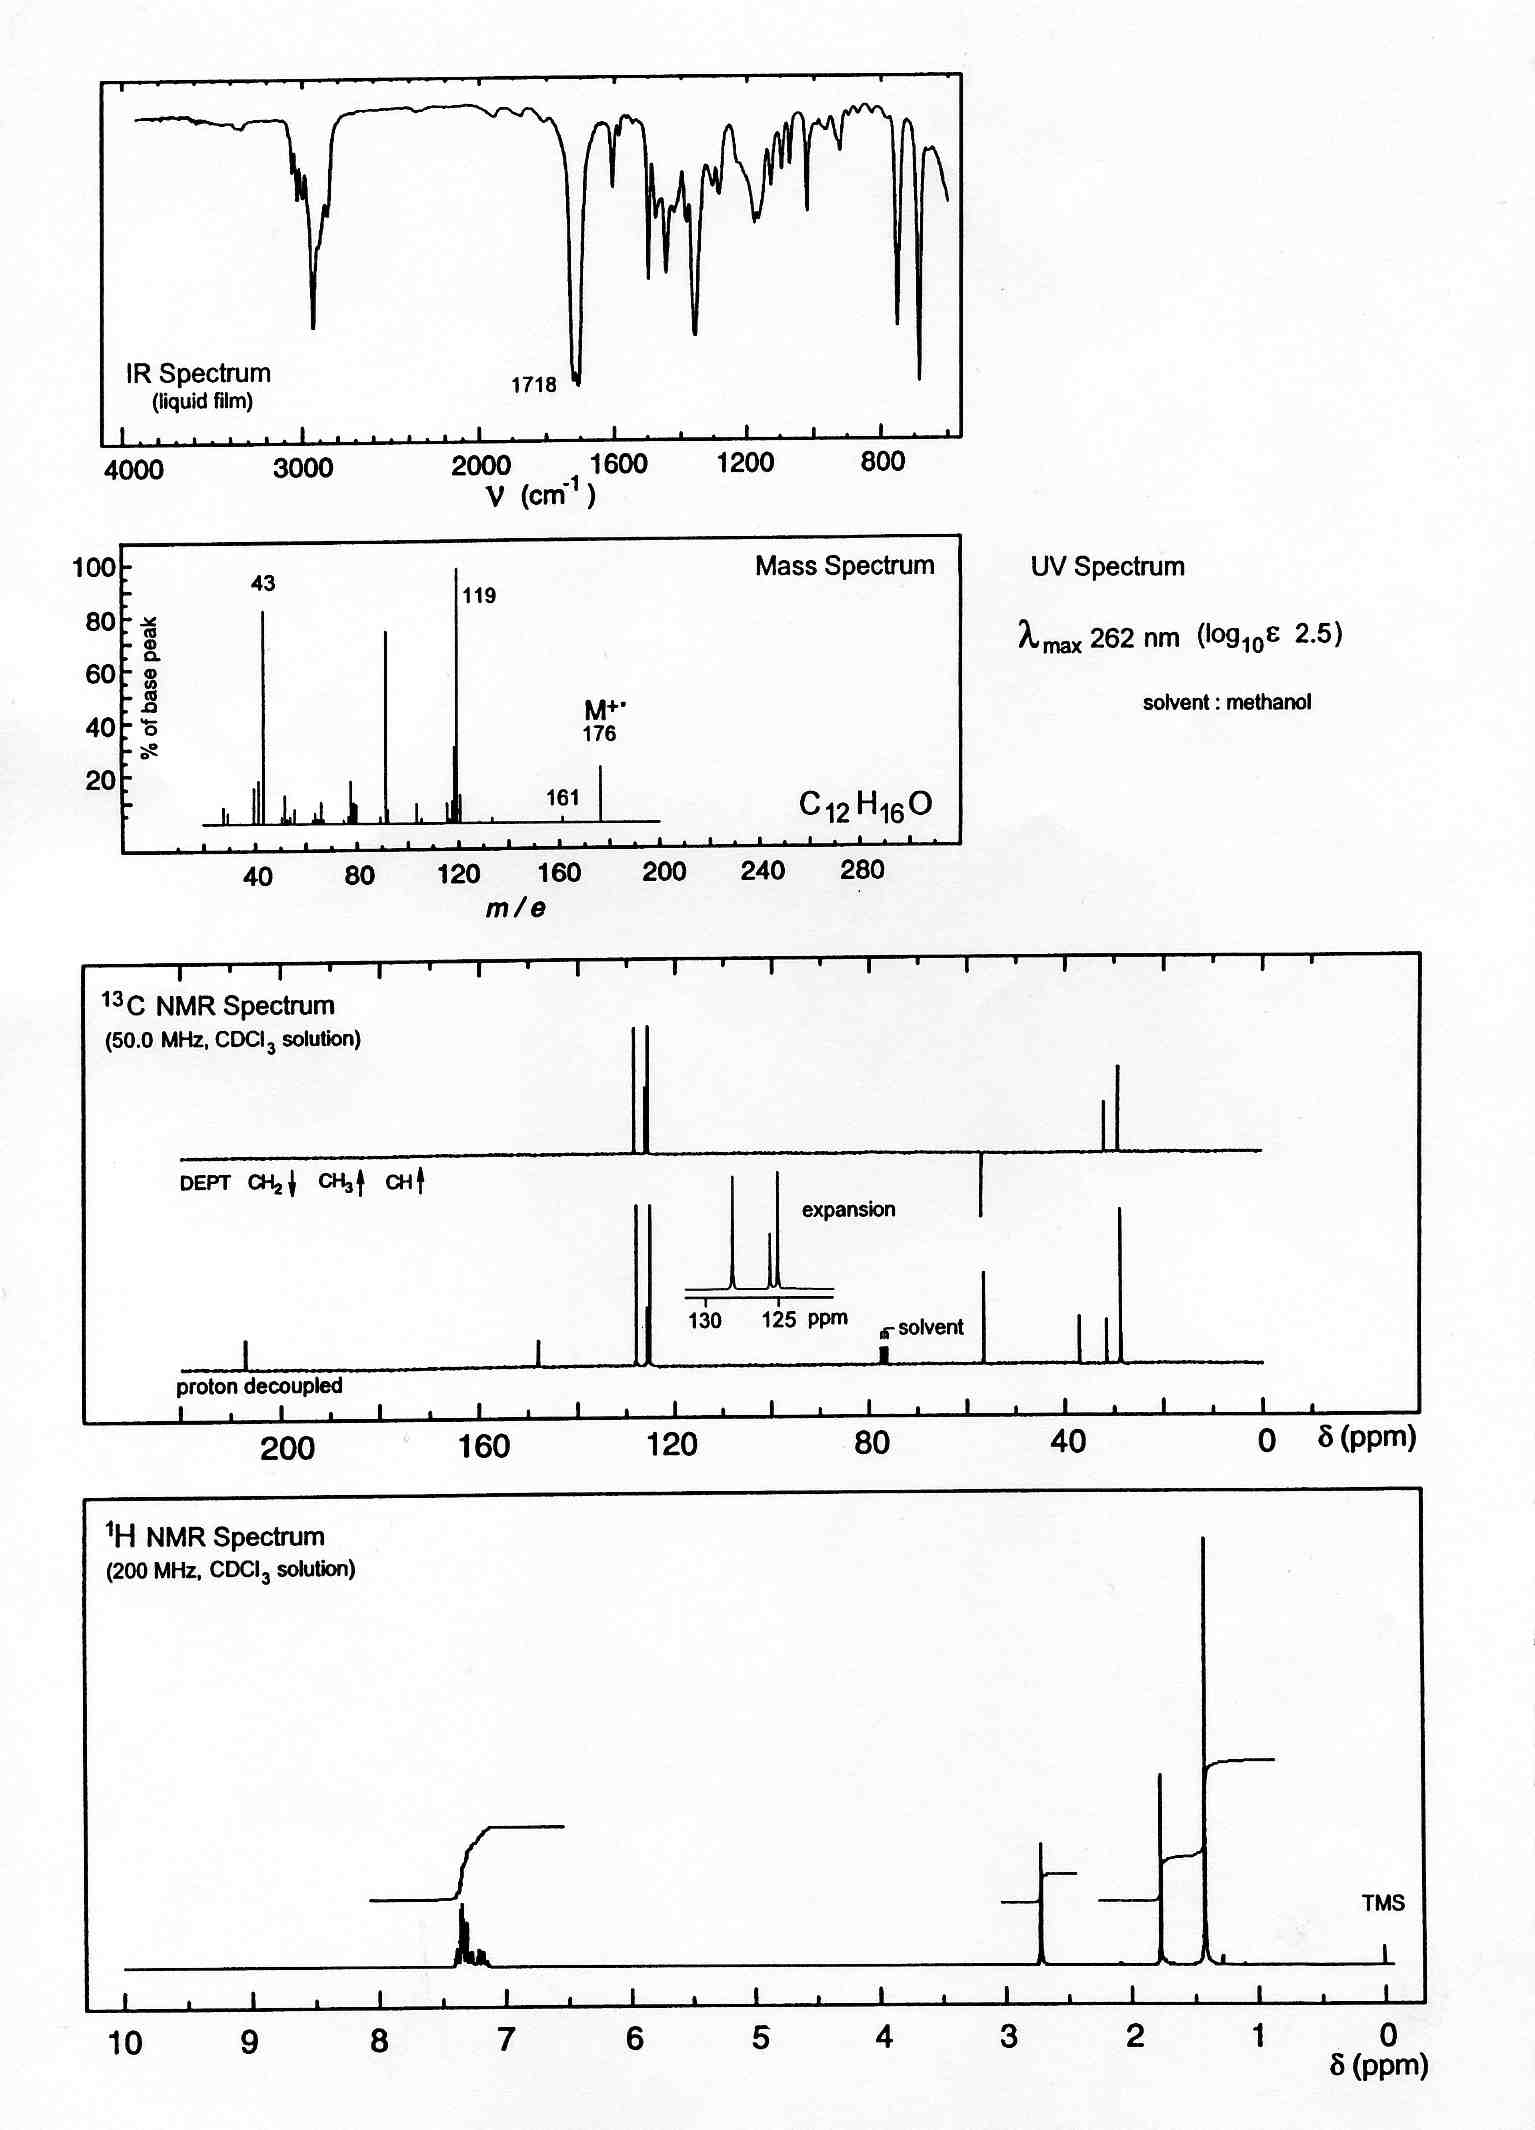 IR Spectrum
(liquid film)
1718
4000 3000 2000 1600 1200 800
ν (cm⁻¹)
100
80
60
40
20
% of base peak
43
119
M⁺·
176
161
Mass Spectrum
C₁₂H₁₆O
40 80 120 160 200 240 280
m / e
UV Spectrum
λmax 262 nm (log₁₀ε 2.5)
solvent : methanol
¹³C NMR Spectrum
(50.0 MHz, CDCl₃ solution)
DEPT CH₂↓ CH₃↑ CH↑
expansion
130 125 ppm
solvent
proton decoupled
200 160 120 80 40 0 δ (ppm)
¹H NMR Spectrum
(200 MHz, CDCl₃ solution)
TMS
10 9 8 7 6 5 4 3 2 1 0
δ (ppm)